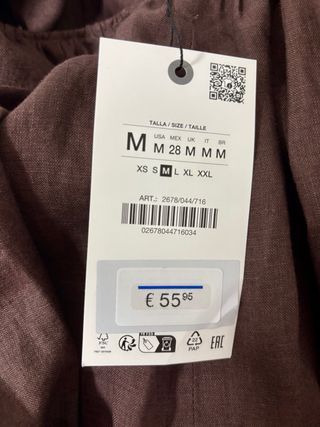 TALLA / SIZE / TAILLE
USA MEX UK IT BR
M M 28 M M M
XS S M L XL XXL
ART.: 2678/044/716
02678044716034
€ 55 95
FSC
22
PAP
EAC